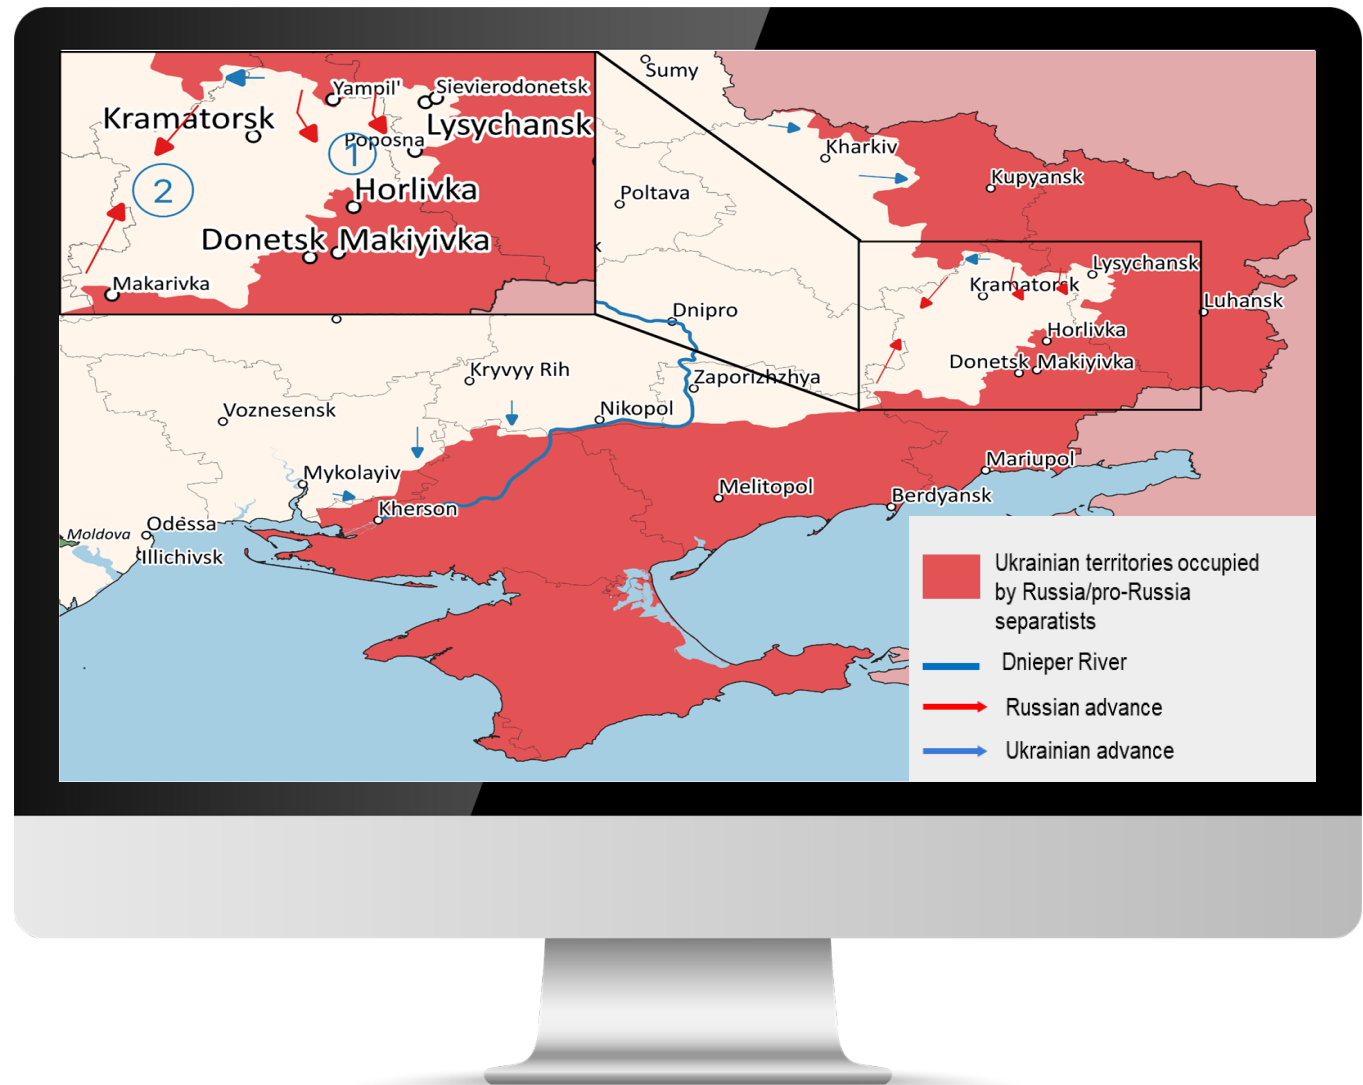 Yampil'
Sievierodonetsk
Kramatorsk
Lysychansk
Poposna
1
2
Horlivka
Donetsk
Makiyivka
Makarivka
Sumy
Kharkiv
Kupyansk
Poltava
k
Lysychansk
Kramatorsk
Luhansk
Dnipro
Horlivka
Donetsk
Makiyivka
Kryvyy Rih
Zaporizhzhya
Voznesensk
Nikopol
Mykolayiv
Mariupol
Melitopol
Berdyansk
Kherson
Moldova
Odesa
Illichivsk
Ukrainian territories occupied
by Russia/pro-Russia
separatists
Dnieper River
Russian advance
Ukrainian advance